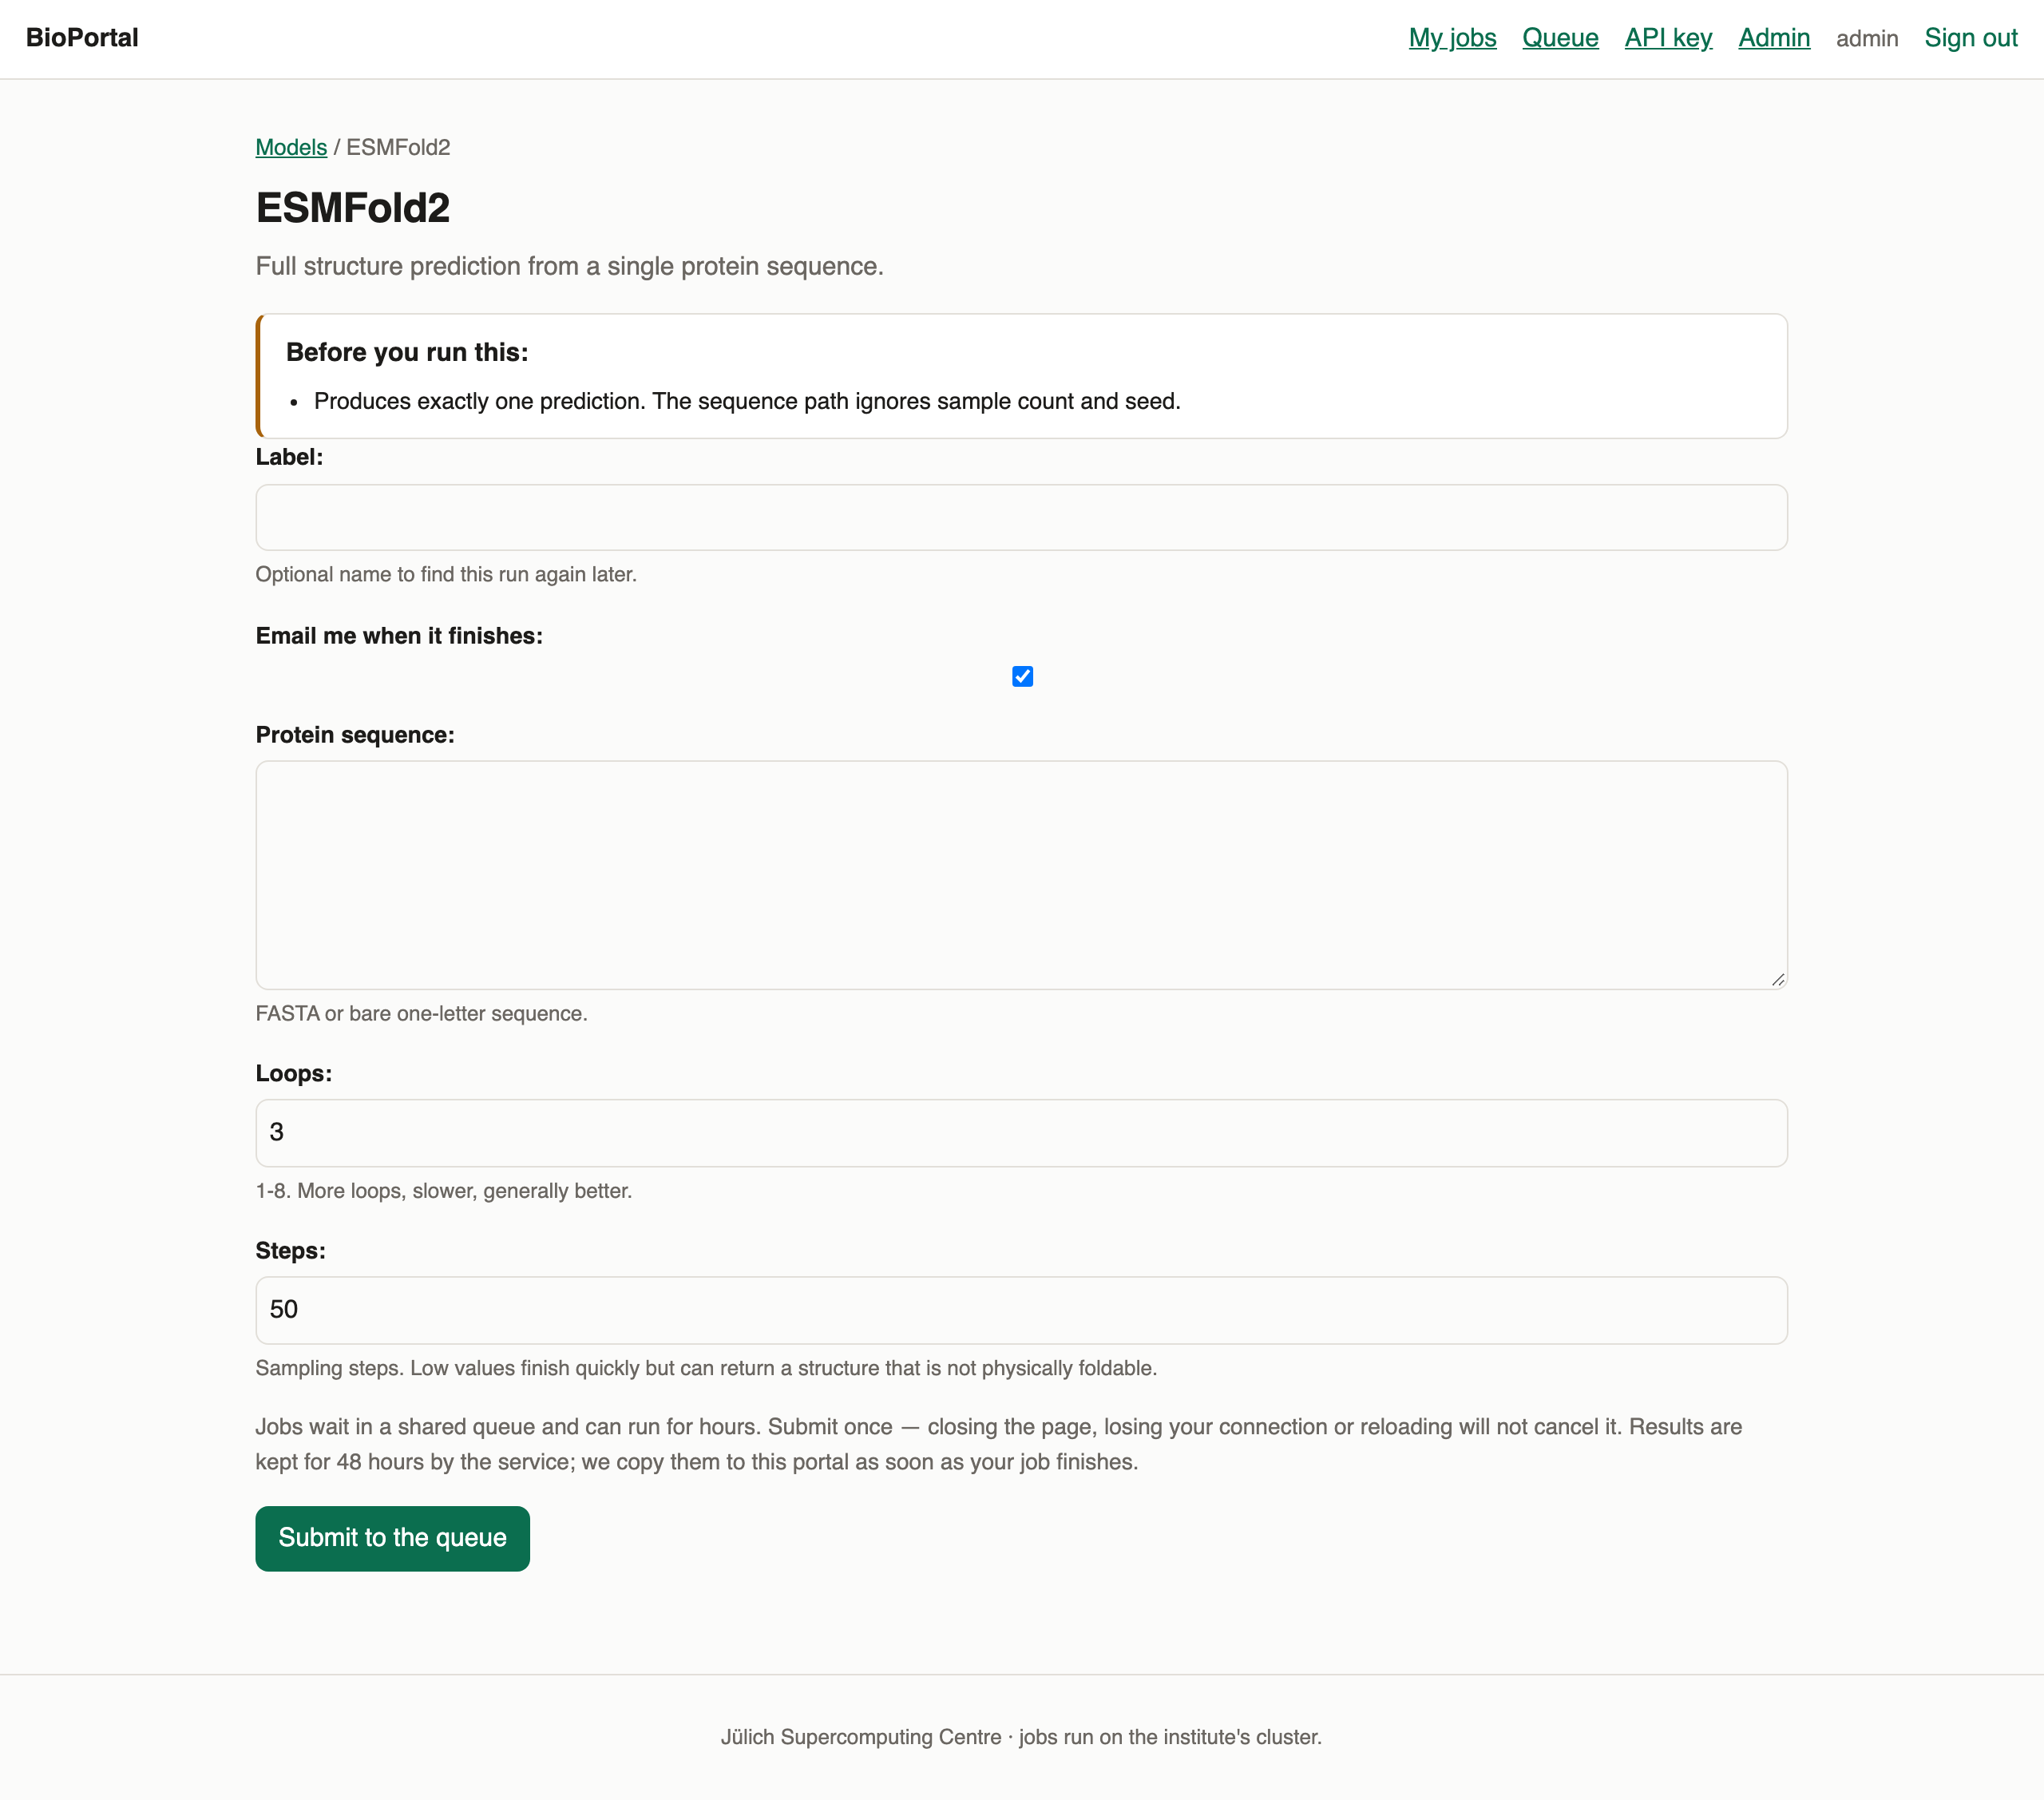 BioPortal
My jobs Queue API key Admin admin Sign out
Models / ESMFold2
ESMFold2
Full structure prediction from a single protein sequence.
Before you run this:
• Produces exactly one prediction. The sequence path ignores sample count and seed.
Label:
Optional name to find this run again later.
Email me when it finishes:
Protein sequence:
FASTA or bare one-letter sequence.
Loops:
3
1-8. More loops, slower, generally better.
Steps:
50
Sampling steps. Low values finish quickly but can return a structure that is not physically foldable.
Jobs wait in a shared queue and can run for hours. Submit once — closing the page, losing your connection or reloading will not cancel it. Results are
kept for 48 hours by the service; we copy them to this portal as soon as your job finishes.
Submit to the queue
Jülich Supercomputing Centre · jobs run on the institute's cluster.